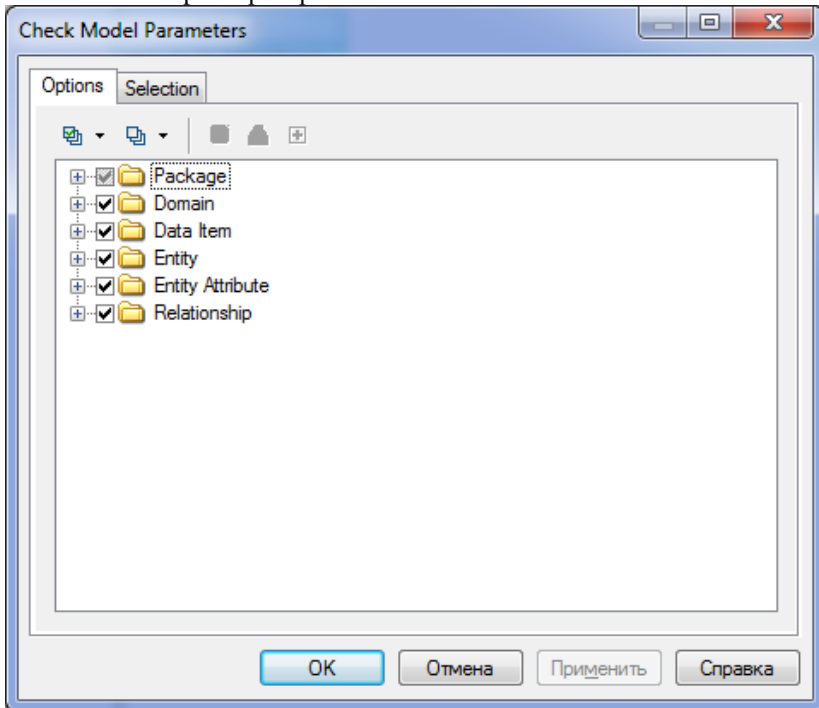 Check Model Parameters
Options Selection
Package
Domain
Data Item
Entity
Entity Attribute
Relationship
OK Отмена Применить Справка